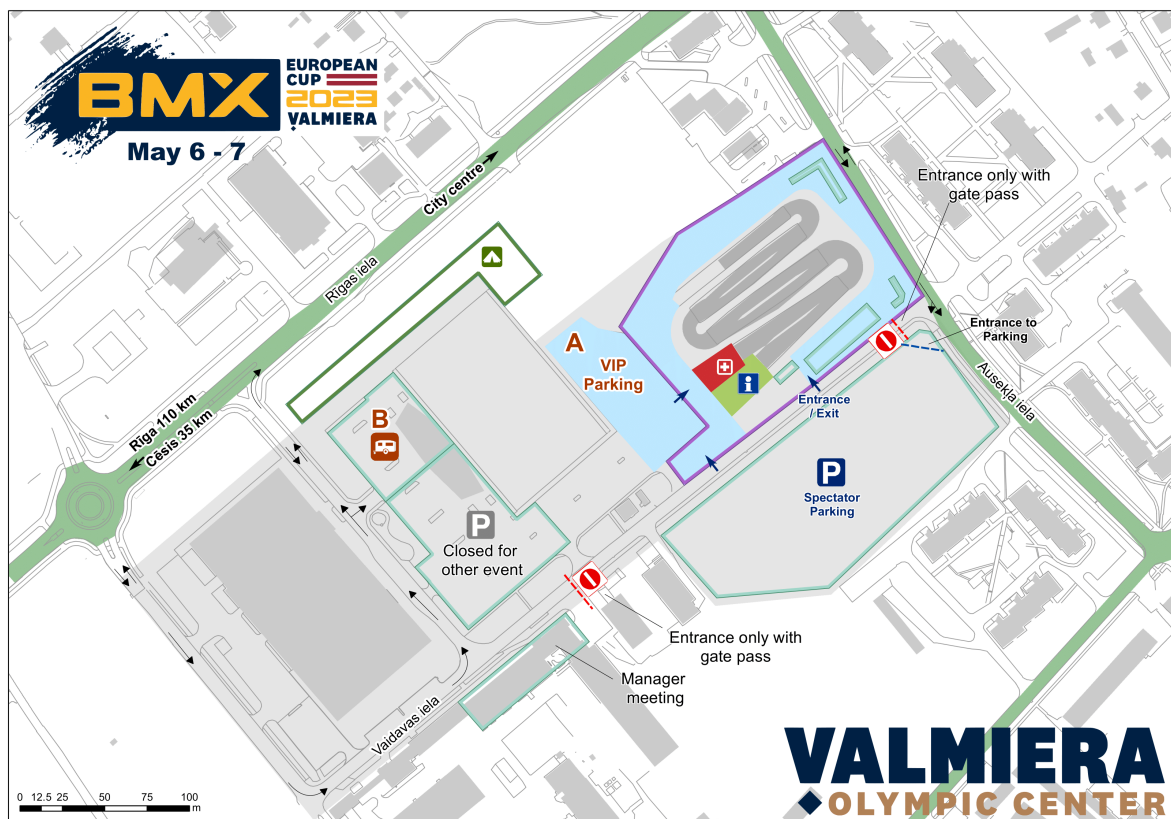 BMX
EUROPEAN
CUP
2023
VALMIERA
May 6 - 7
City centre
Rīgas iela
Rīga 110 km
Cēsis 35 km
Entrance only with
gate pass
Entrance to
Parking
Ausekļa iela
A
VIP
Parking
i
Entrance
/ Exit
B
P
Closed for
other event
P
Spectator
Parking
Entrance only with
gate pass
Manager
meeting
Vaidavas iela
0 12.5 25 50 75 100
m
VALMIERA
OLYMPIC CENTER